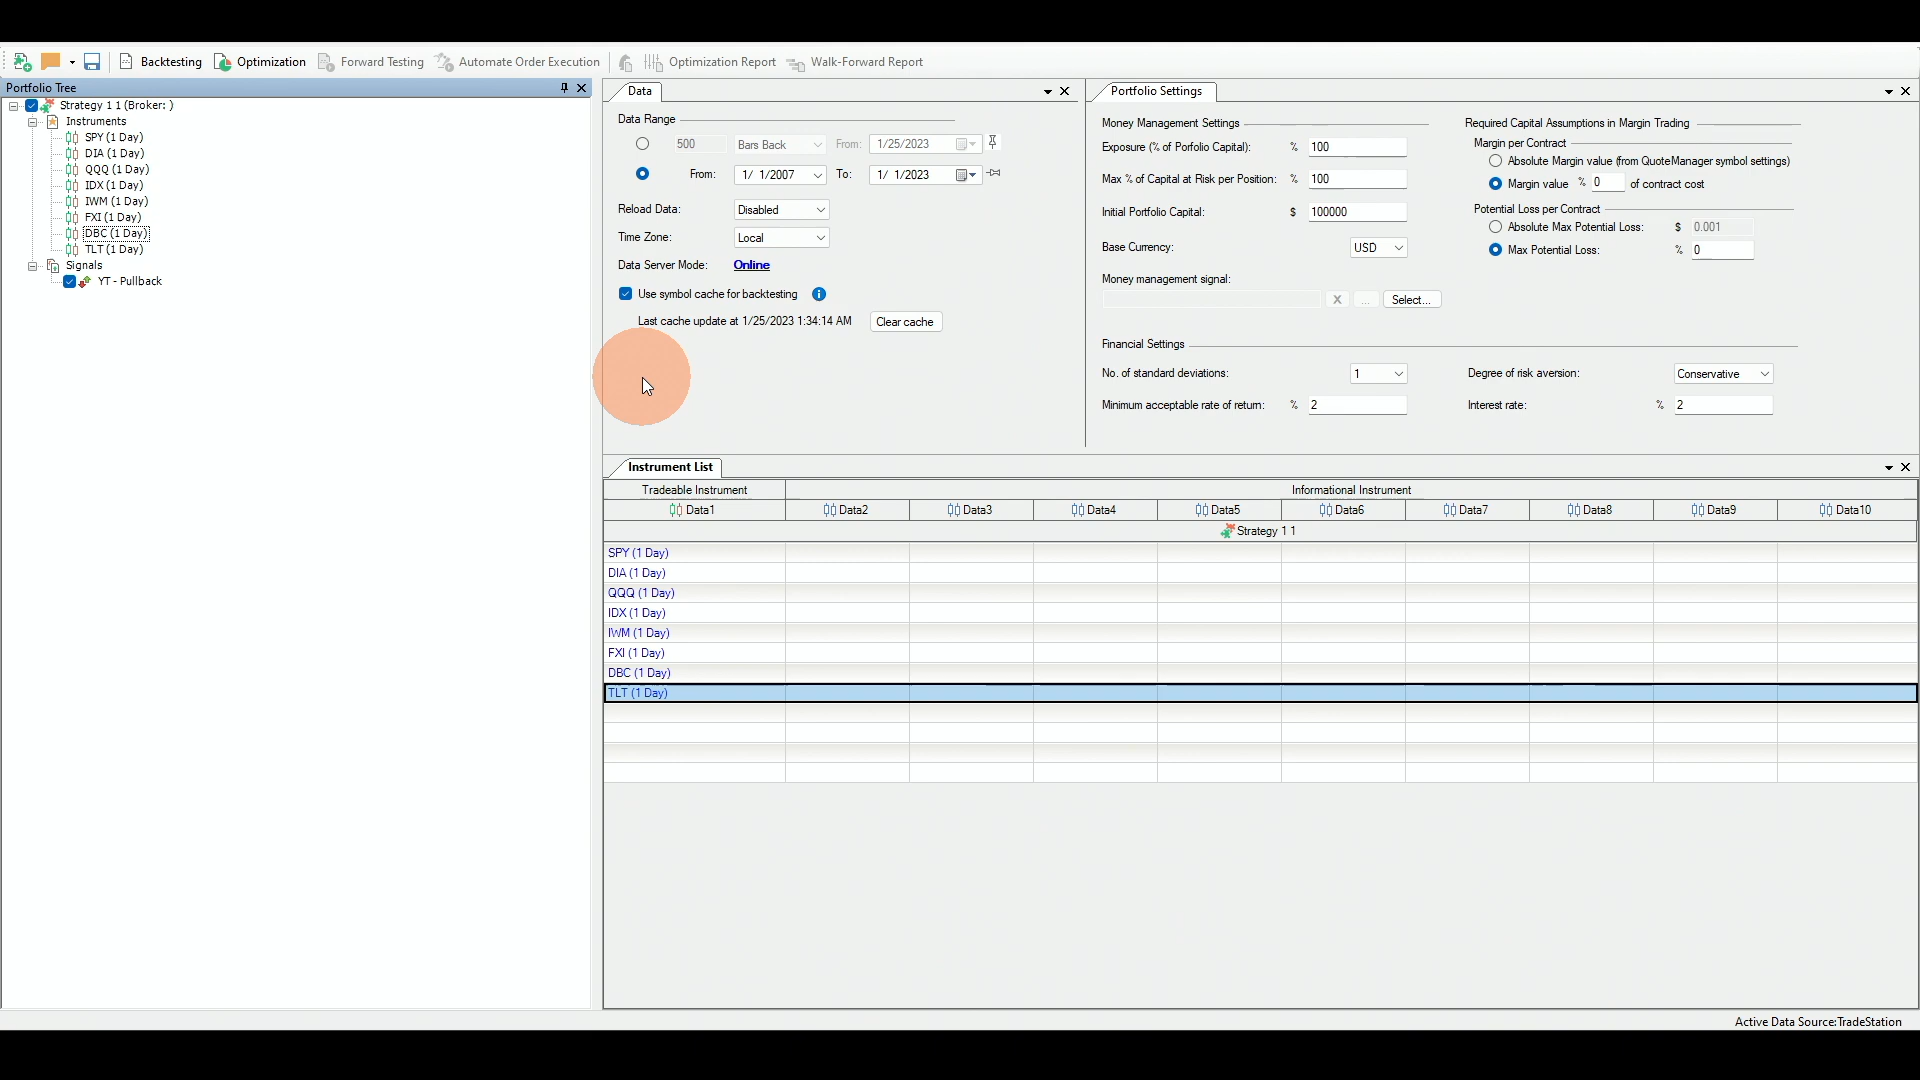 Backtesting Optimization Forward Testing Automate Order Execution Optimization Report Walk-Forward Report
Portfolio Tree
Strategy 1 1 (Broker: )
Instruments
SPY (1 Day)
DIA (1 Day)
QQQ (1 Day)
IDX (1 Day)
IWM (1 Day)
FXI (1 Day)
DBC (1 Day)
TLT (1 Day)
Signals
YT - Pullback
Data
Data Range
500 Bars Back From: 1/25/2023
From: 1/ 1/2007 To: 1/ 1/2023
Reload Data: Disabled
Time Zone: Local
Data Server Mode: Online
Use symbol cache for backtesting
Last cache update at 1/25/2023 1:34:14 AM Clear cache
Portfolio Settings
Money Management Settings
Exposure (% of Porfolio Capital): % 100
Max % of Capital at Risk per Position: % 100
Initial Portfolio Capital: $ 100000
Base Currency: USD
Money management signal:
X ... Select...
Required Capital Assumptions in Margin Trading
Margin per Contract
Absolute Margin value (from QuoteManager symbol settings)
Margin value % 0 of contract cost
Potential Loss per Contract
Absolute Max Potential Loss: $ 0.001
Max Potential Loss: % 0
Financial Settings
No. of standard deviations: 1 Degree of risk aversion: Conservative
Minimum acceptable rate of return: % 2 Interest rate: % 2
Instrument List
Tradeable Instrument Informational Instrument
Data1 Data2 Data3 Data4 Data5 Data6 Data7 Data8 Data9 Data10
Strategy 1 1
SPY (1 Day)
DIA (1 Day)
QQQ (1 Day)
IDX (1 Day)
IWM (1 Day)
FXI (1 Day)
DBC (1 Day)
TLT (1 Day)
Active Data Source:TradeStation